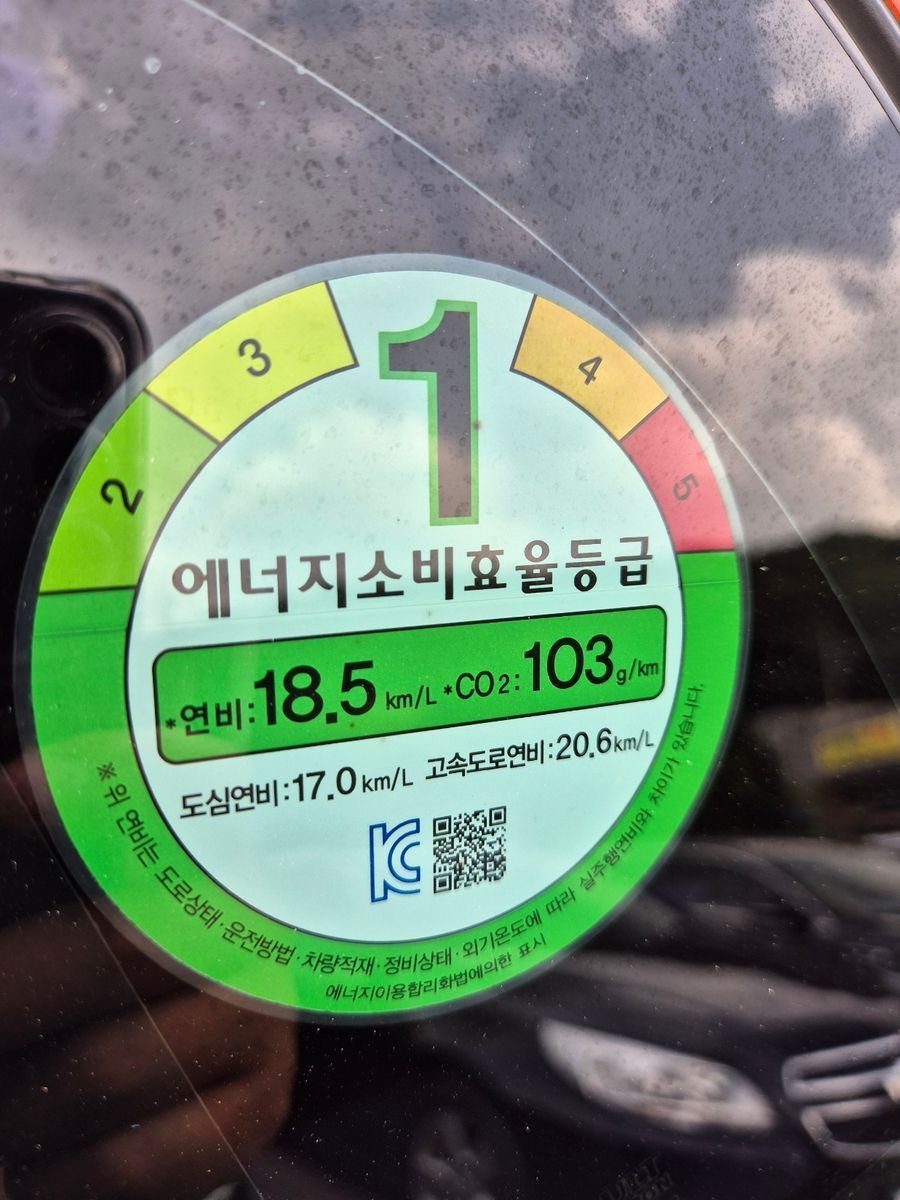 2
3
1
4
5
에너지소비효율등급
*연비:18.5 km/L *CO2:103g/km
도심연비:17.0km/L 고속도로연비:20.6km/L
KC
※위 연비는 도로상태·운전방법·차량적재·정비상태·외기온도에 따라 실주행연비와 차이가 있습니다.
에너지이용합리화법에의한 표시